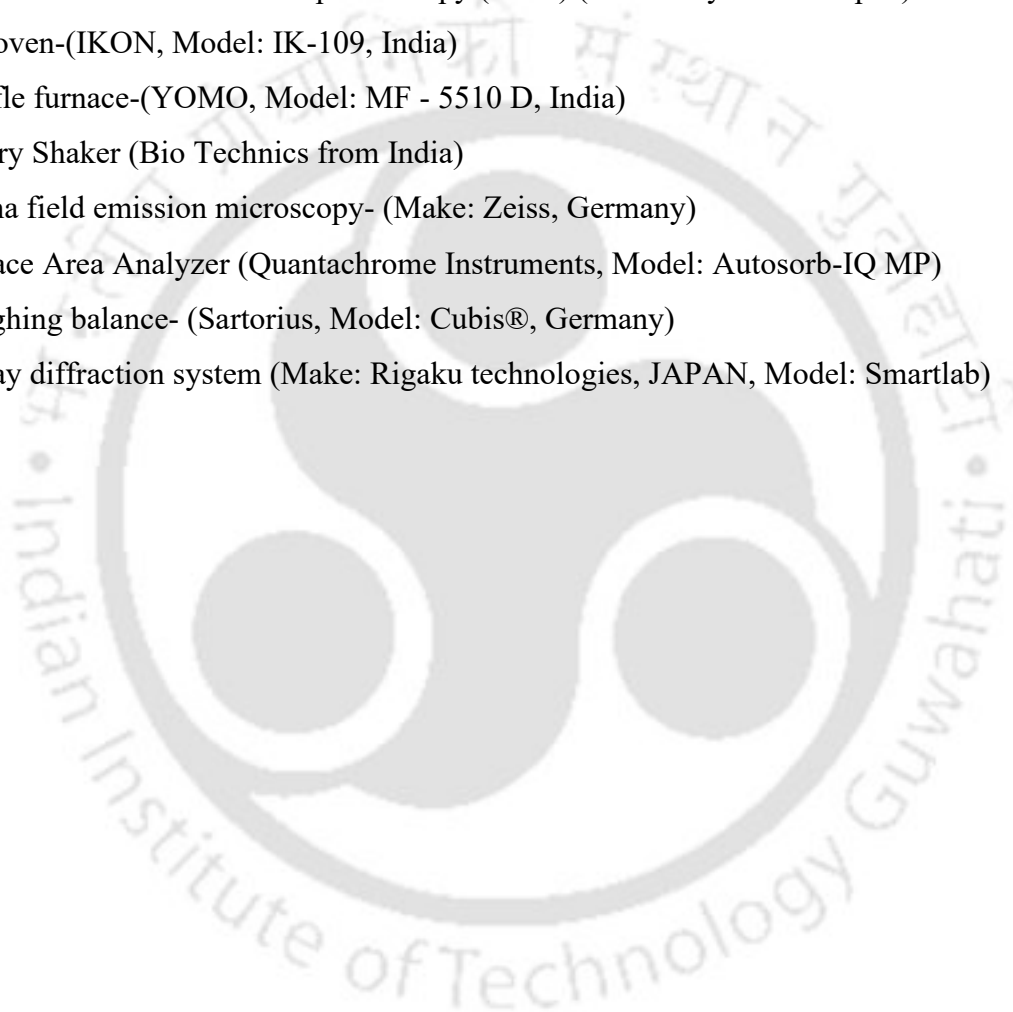 oven-(IKON, Model: IK-109, India)
fle furnace-(YOMO, Model: MF - 5510 D, India)
ry Shaker (Bio Technics from India)
na field emission microscopy- (Make: Zeiss, Germany)
ace Area Analyzer (Quantachrome Instruments, Model: Autosorb-IQ MP)
ghing balance- (Sartorius, Model: Cubis®, Germany)
ay diffraction system (Make: Rigaku technologies, JAPAN, Model: Smartlab)
Indian Institute of Technology Guwahati